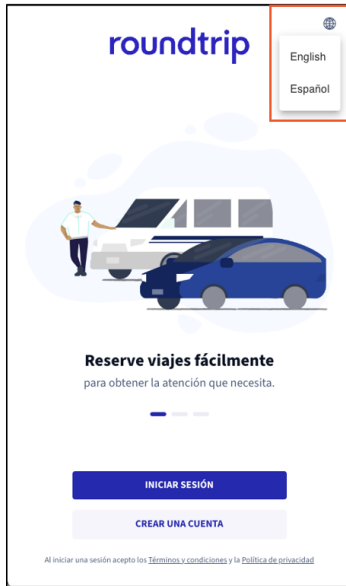 roundtrip
English
Español
Reserve viajes fácilmente
para obtener la atención que necesita.
INICIAR SESIÓN
CREAR UNA CUENTA
Al iniciar una sesión acepto los Términos y condiciones y la Política de privacidad